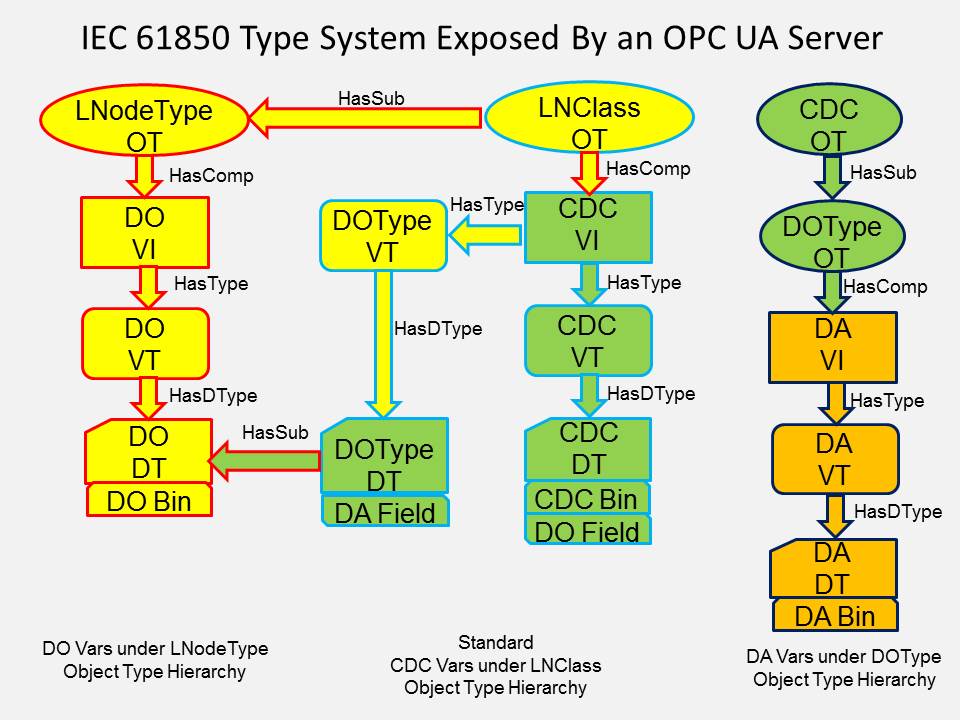 IEC 61850 Type System Exposed By an OPC UA Server
LNodeType
OT
HasSub
LNClass
OT
CDC
OT
HasComp
HasComp
HasSub
DO
VI
DOType
VT
HasType
CDC
VI
DOType
OT
HasType
HasType
HasComp
DO
VT
HasDType
CDC
VT
DA
VI
HasDType
HasDType
HasType
DO
DT
DO Bin
HasSub
DOType
DT
DA Field
CDC
DT
CDC Bin
DO Field
DA
VT
HasDType
DA
DT
DA Bin
DO Vars under LNodeType
Object Type Hierarchy
Standard
CDC Vars under LNClass
Object Type Hierarchy
DA Vars under DOType
Object Type Hierarchy